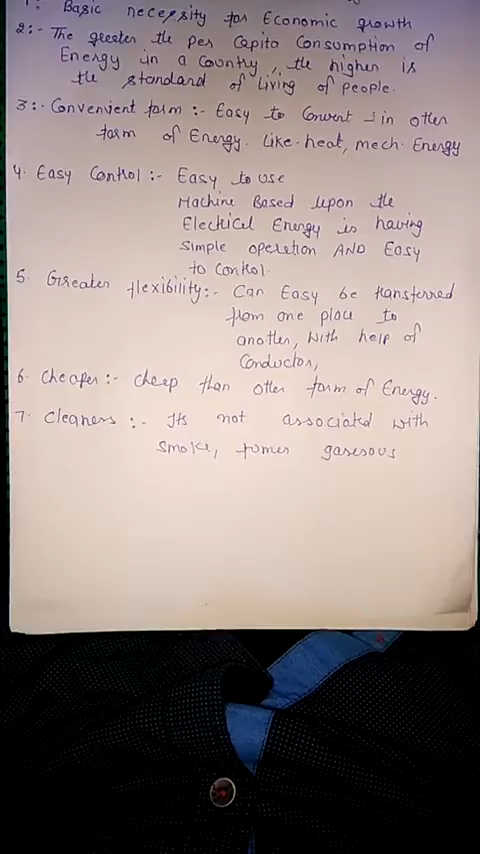 1:- Basic necessity for Economic growth
2:- The greater the per Capita Consumption of
Energy in a Country, the higher is
the standard of Living of people.
3:- Convenient form :- Easy to Convert in other
form of Energy. Like- heat, mech. Energy
4. Easy Control :- Easy to use
Machine Based upon the
Electrical Energy is having
Simple operation AND Easy
to Control.
5. Greater flexibility:- Can Easy be transferred
from one place to
another, with help of
Conductor,
6. Cheaper:- cheep than other form of Energy.
7. Cleaness :- Its not associated with
smoke, fumes gasesous